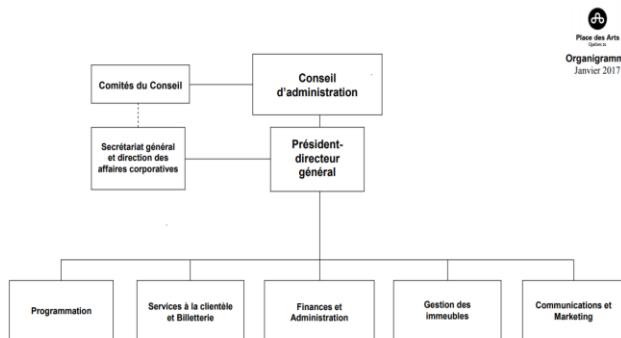 Place des Arts
Organigramm
Janvier 2017
Conseil
d'administration
Comités du Conseil
Secrétariat général
et direction des
affaires corporatives
Président-
directeur
général
Programmation
Services à la clientèle
et Billetterie
Finances et
Administration
Gestion des
immeubles
Communications et
Marketing